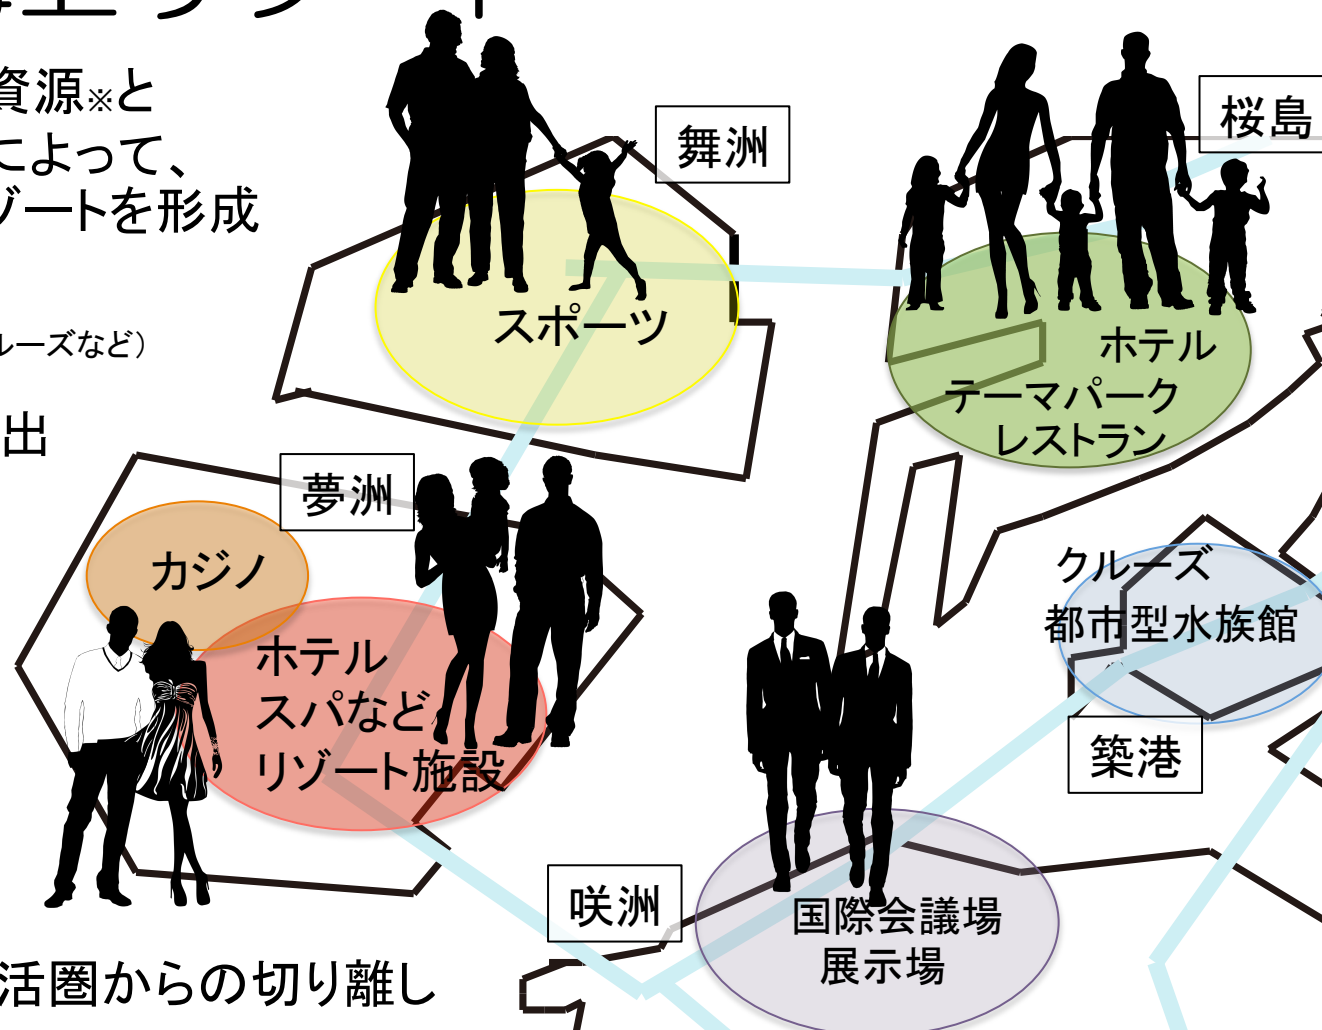 資源※と
によって、
ゾートを形成
ルーズなど）
出
舞洲
桜島
スポーツ
ホテル
テーマパーク
レストラン
夢洲
カジノ
ホテル
スパなど
リゾート施設
クルーズ
都市型水族館
築港
咲洲
国際会議場
展示場
活圏からの切り離し